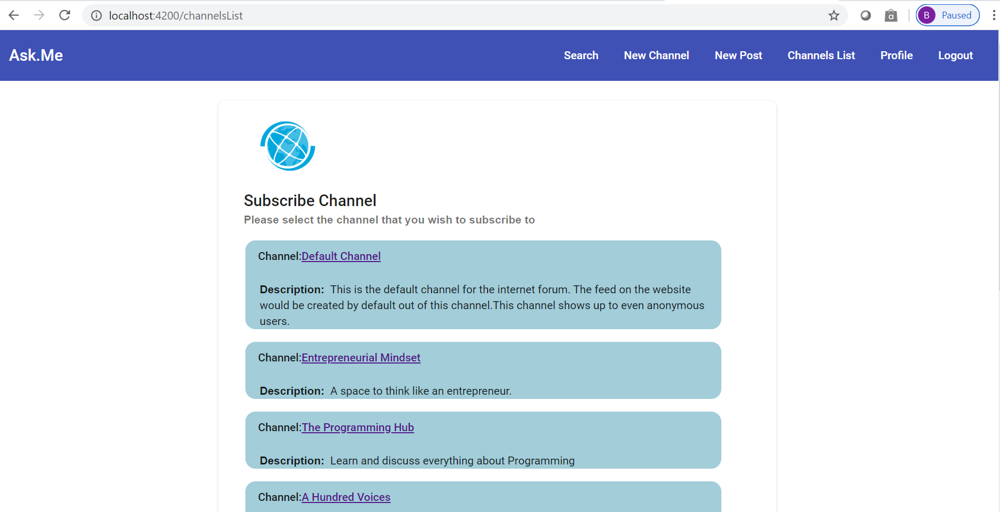 localhost:4200/channelsList
B Paused
Ask.Me Search New Channel New Post Channels List Profile Logout
Subscribe Channel
Please select the channel that you wish to subscribe to
Channel:Default Channel
Description: This is the default channel for the internet forum. The feed on the website
would be created by default out of this channel.This channel shows up to even anonymous
users.
Channel:Entrepreneurial Mindset
Description: A space to think like an entrepreneur.
Channel:The Programming Hub
Description: Learn and discuss everything about Programming
Channel:A Hundred Voices